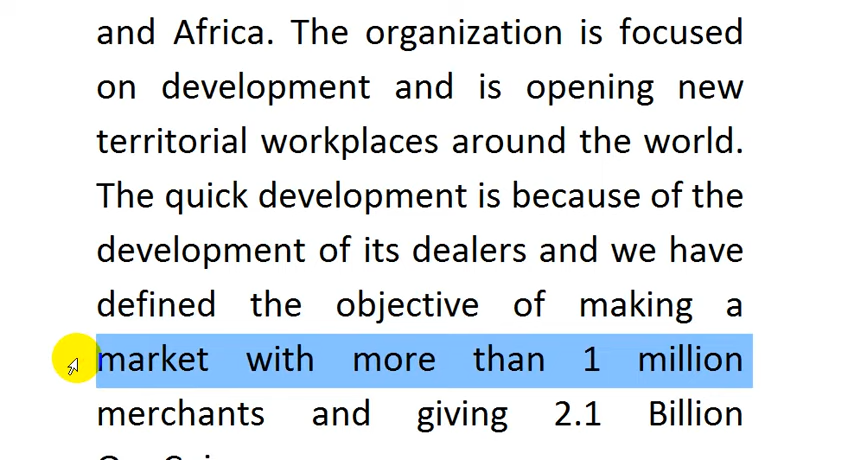 and Africa. The organization is focused
on development and is opening new
territorial workplaces around the world.
The quick development is because of the
development of its dealers and we have
defined the objective of making a
market with more than 1 million
merchants and giving 2.1 Billion